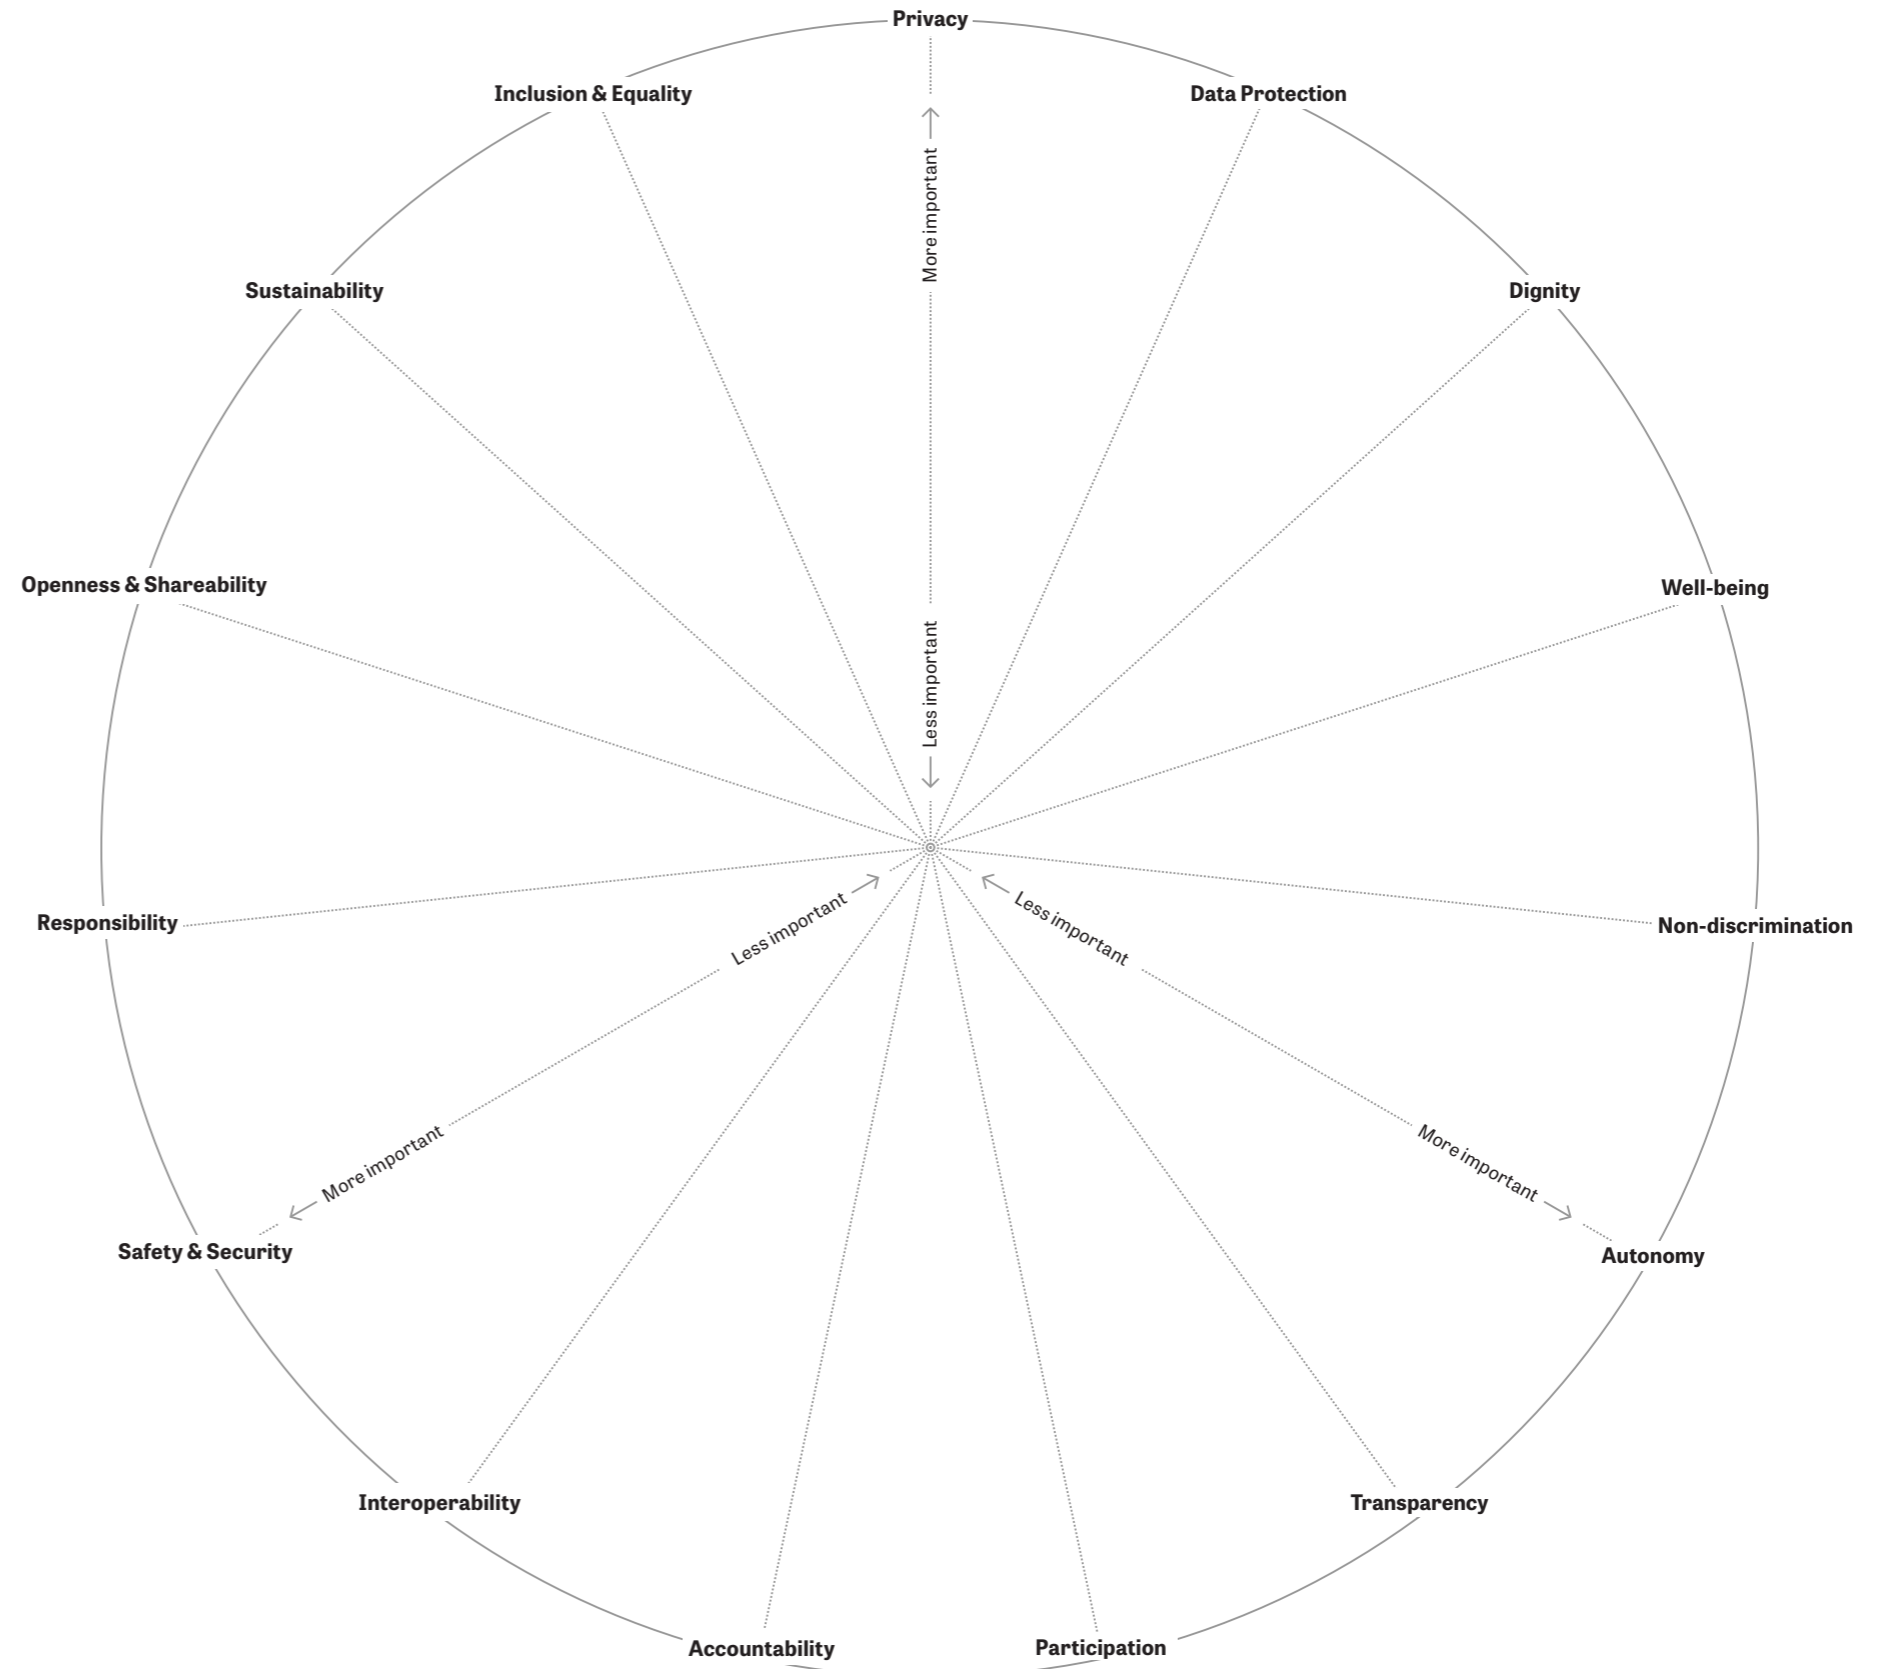 Privacy
Inclusion & Equality
Data Protection
More important
Sustainability
Dignity
Openness & Shareability
Well-being
Less important
Responsibility
Less important
Less important
Non-discrimination
More important
More important
Safety & Security
Autonomy
Interoperability
Transparency
Accountability
Participation